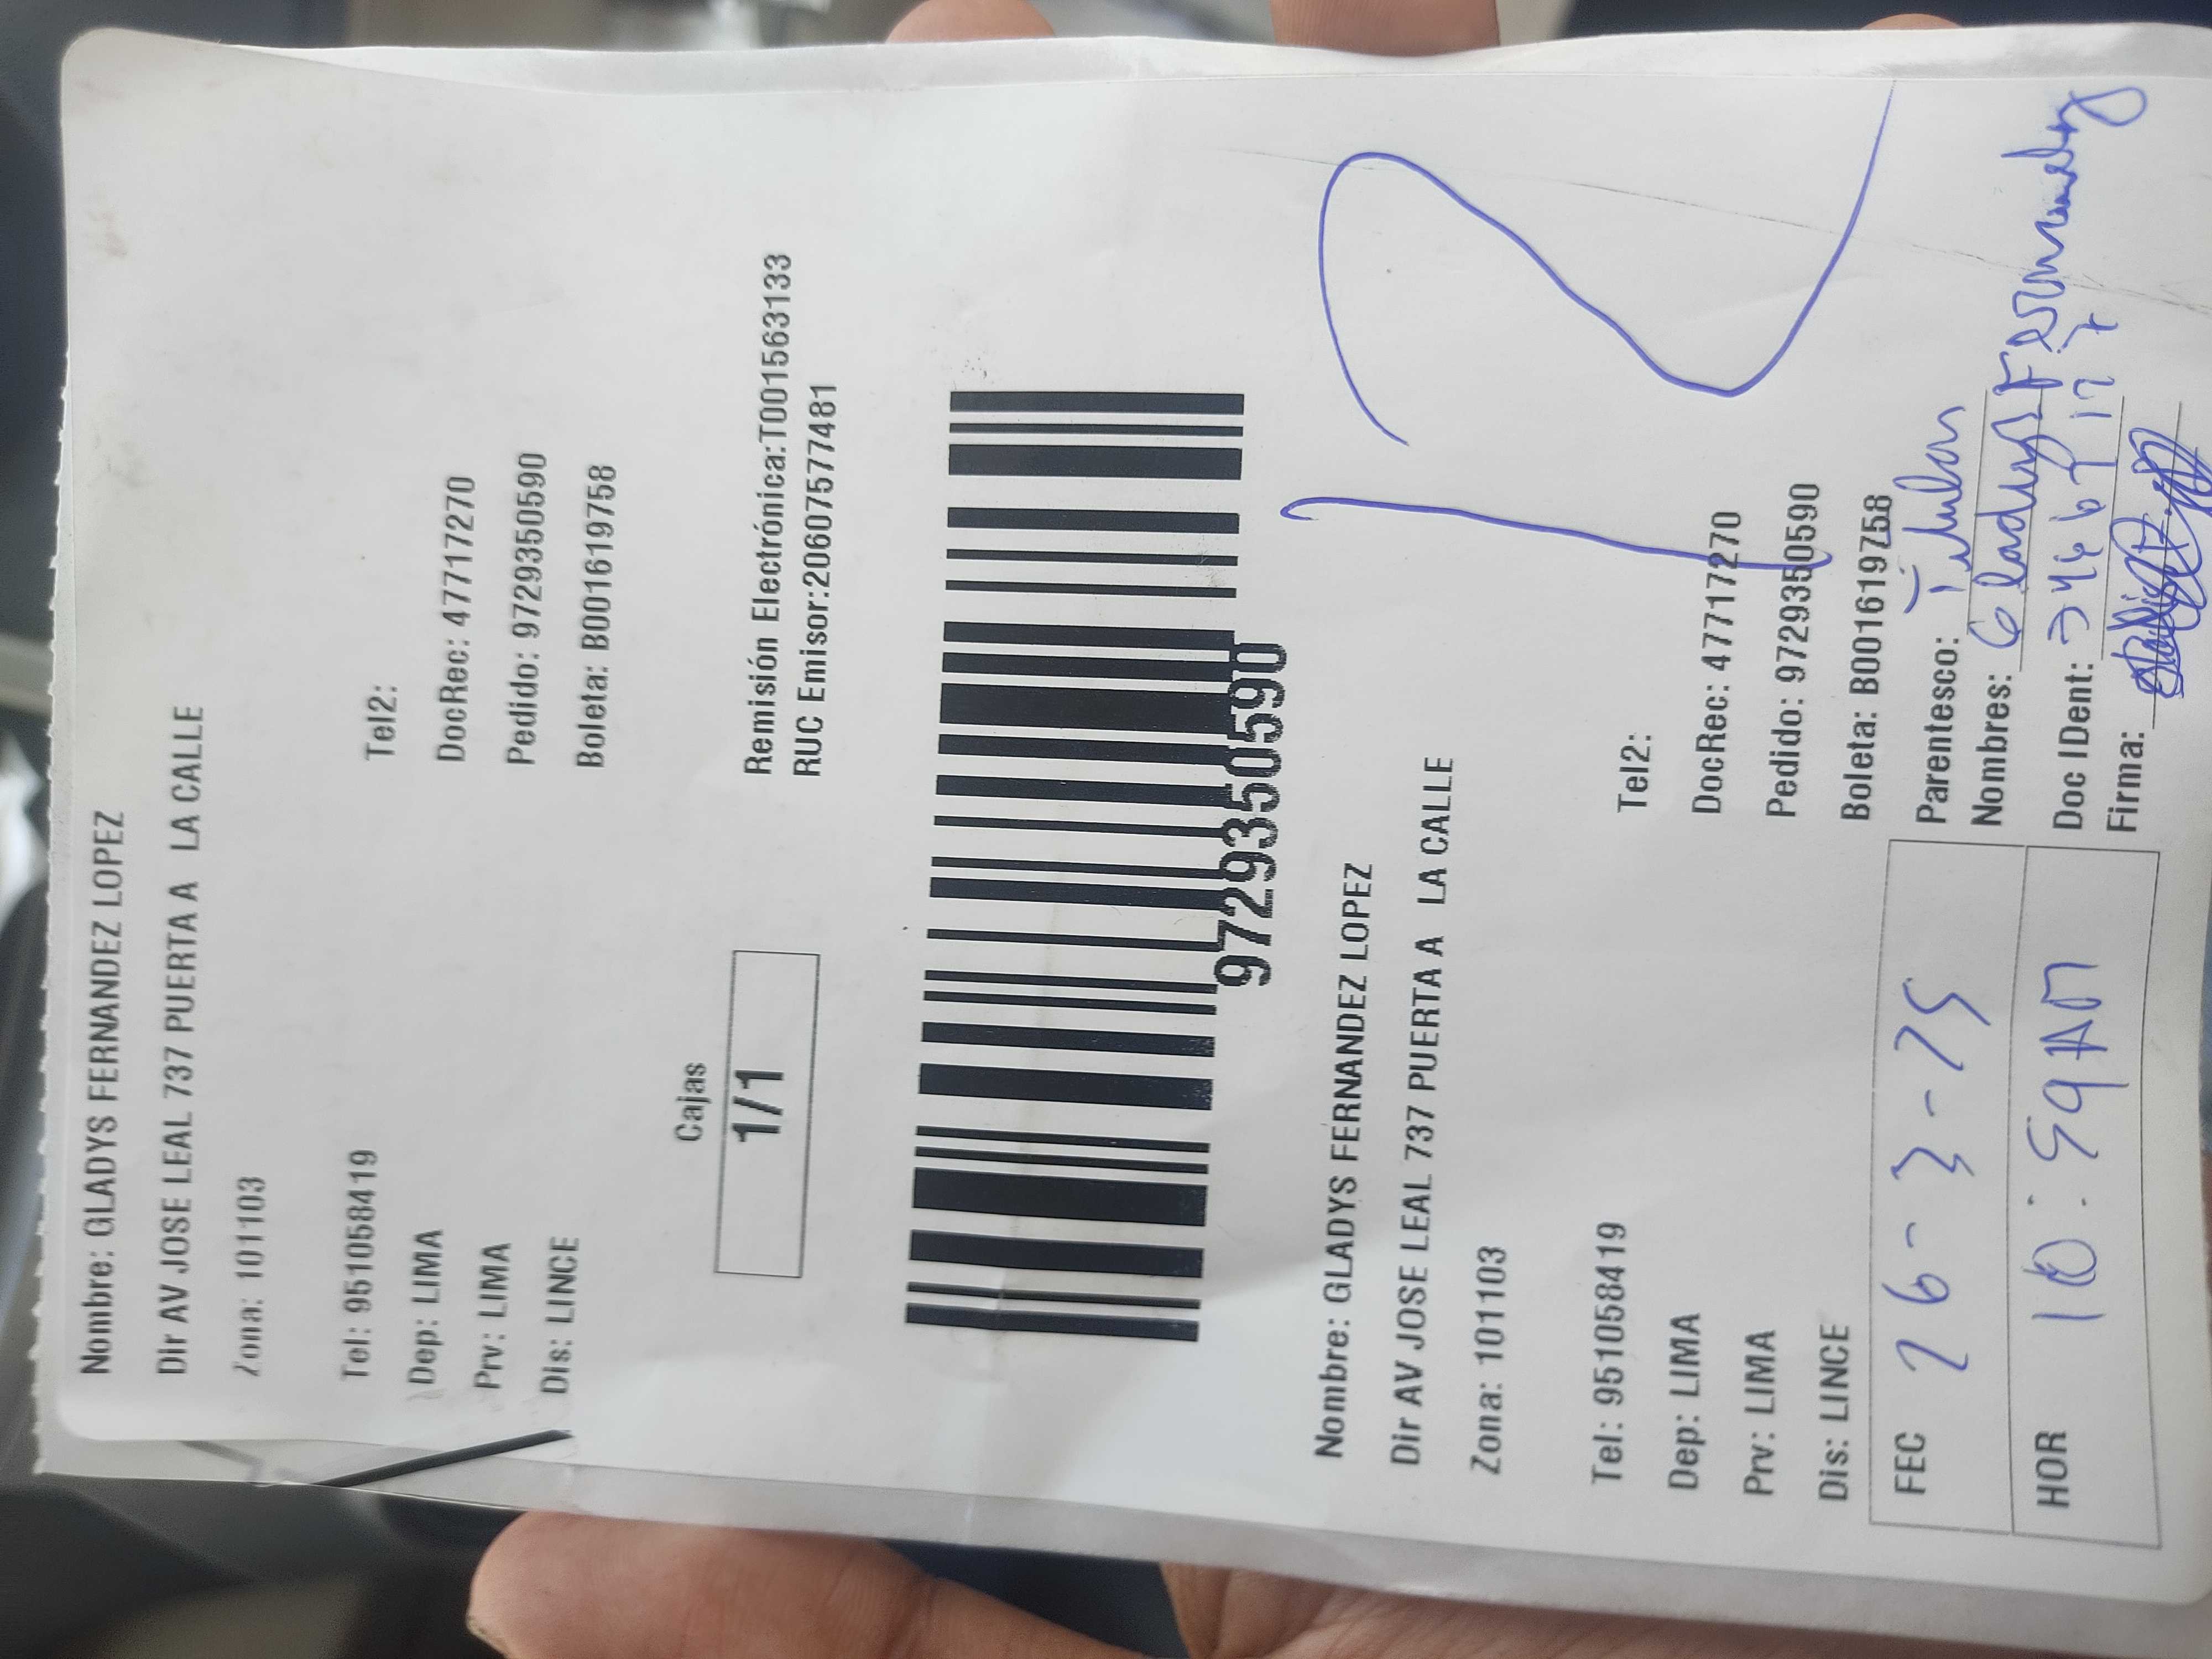 Nombre: GLADYS FERNANDEZ LOPEZ
Dir AV JOSE LEAL 737 PUERTA A LA CALLE
Zona: 101103
Tel: 951058419 Tel2:
Dep: LIMA DocRec: 47717270
Prv: LIMA Pedido: 97293505​90
Dis: LINCE Boleta: B001619758
Cajas
1/1
Remisión Electrónica:T001563133
RUC Emisor:20607577481
9729350590
Nombre: GLADYS FERNANDEZ LOPEZ
Dir AV JOSE LEAL 737 PUERTA A LA CALLE
Zona: 101103
Tel: 951058419 Tel2:
Dep: LIMA DocRec: 47717270
Prv: LIMA Pedido: 9729350590
Dis: LINCE Boleta: B001619758
FEC 26-3-25
HOR 10:59AM
Parentesco: Titular
Nombres: Gladys Fernandez
Doc IDent:
Firma: